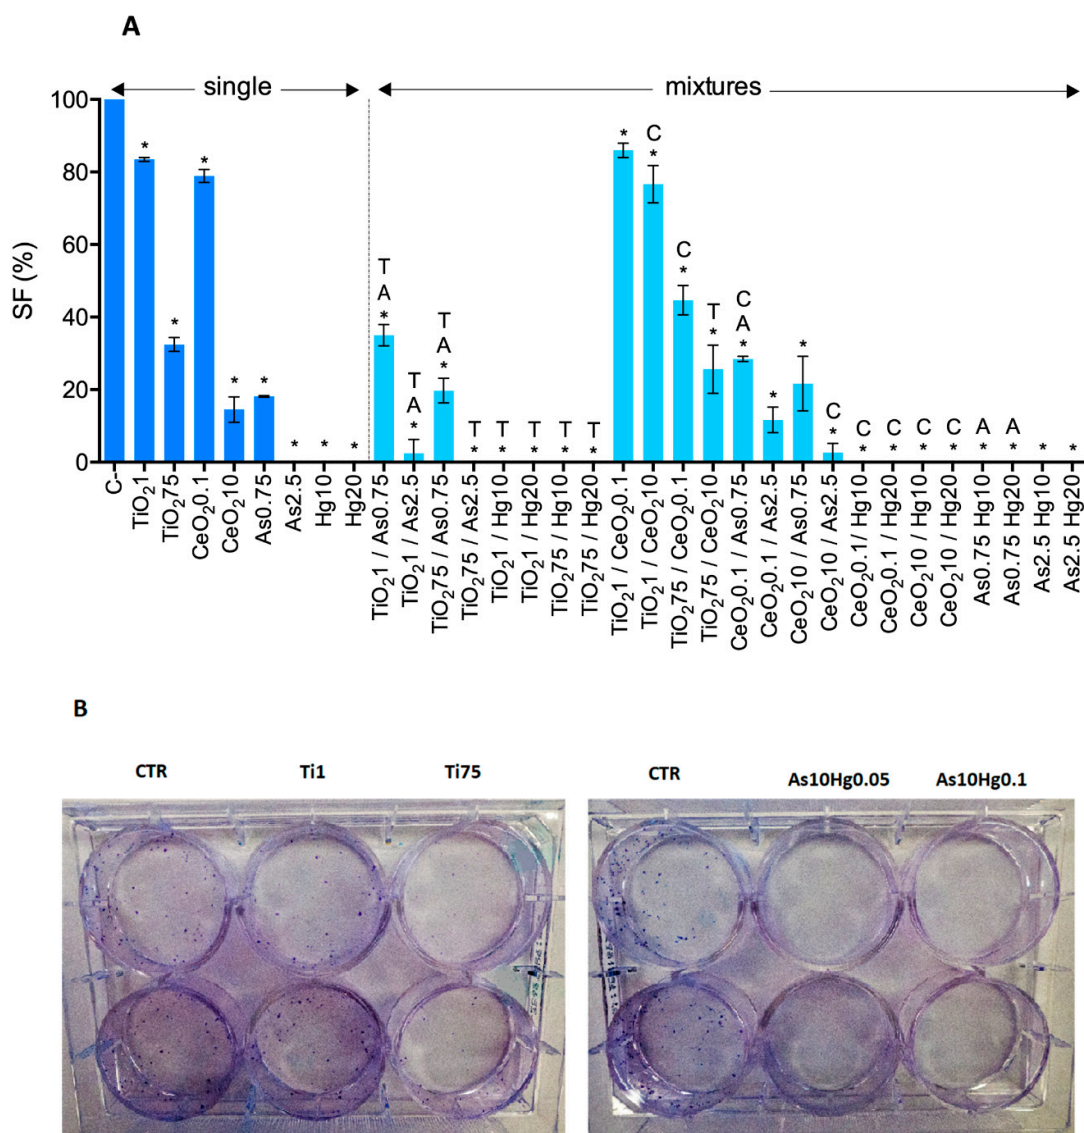 A
single
mixtures
SF (%)
100
80
60
40
20
0
*
*
*
*
*
*
*
*
T
A
*
T
A
*
T
A
*
T
*
T
*
T
*
T
*
T
*
*
C
*
C
*
T
*
C
A
*
*
*
C
*
C
*
C
*
C
*
C
*
A
*
A
*
*
*
C-
TiO₂1
TiO₂75
CeO₂0.1
CeO₂10
As0.75
As2.5
Hg10
Hg20
TiO₂1 / As0.75
TiO₂1 / As2.5
TiO₂75 / As0.75
TiO₂75 / As2.5
TiO₂1 / Hg10
TiO₂1 / Hg20
TiO₂75 / Hg10
TiO₂75 / Hg20
TiO₂1 / CeO₂0.1
TiO₂1 / CeO₂10
TiO₂75 / CeO₂0.1
TiO₂75 / CeO₂10
CeO₂0.1 / As0.75
CeO₂0.1 / As2.5
CeO₂10 / As0.75
CeO₂10 / As2.5
CeO₂0.1 / Hg10
CeO₂0.1 / Hg20
CeO₂10 / Hg10
CeO₂10 / Hg20
As0.75 Hg10
As0.75 Hg20
As2.5 Hg10
As2.5 Hg20
B
CTR
Ti1
Ti75
CTR
As10Hg0.05
As10Hg0.1